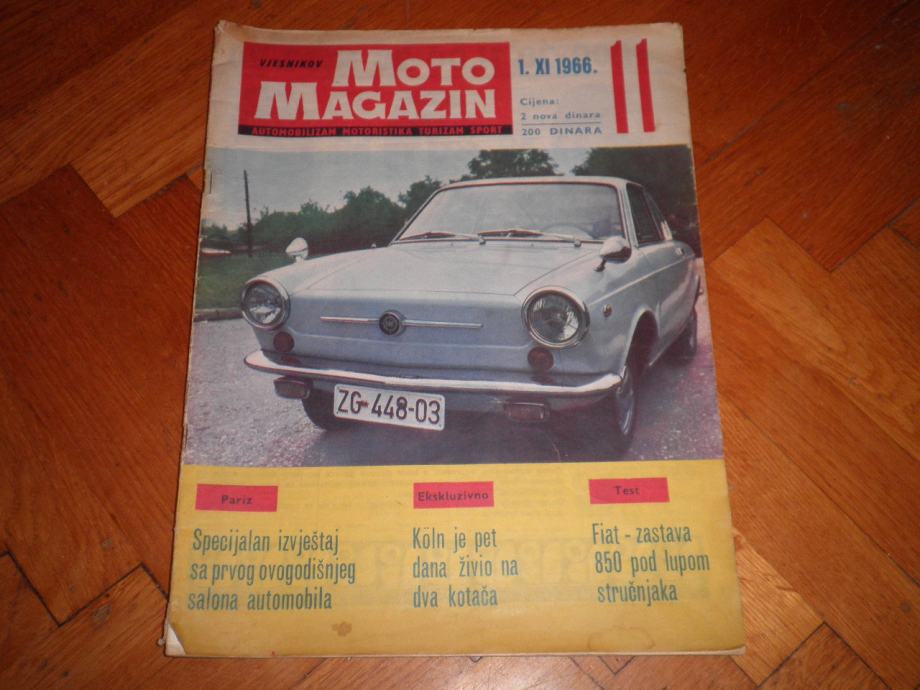 VJESNIKOV
MOTO
MAGAZIN
AUTOMOBILIZAM MOTORISTIKA TURIZAM SPORT
1. XI 1966.
11
Cijena:
2 nova dinara
200 DINARA
ZG-448-03
Pariz
Specijalan izvještaj
sa prvog ovogodišnjeg
salona automobila
Ekskluzivno
Köln je pet
dana živio na
dva kotača
Test
Fiat - zastava
850 pod lupom
stručnjaka